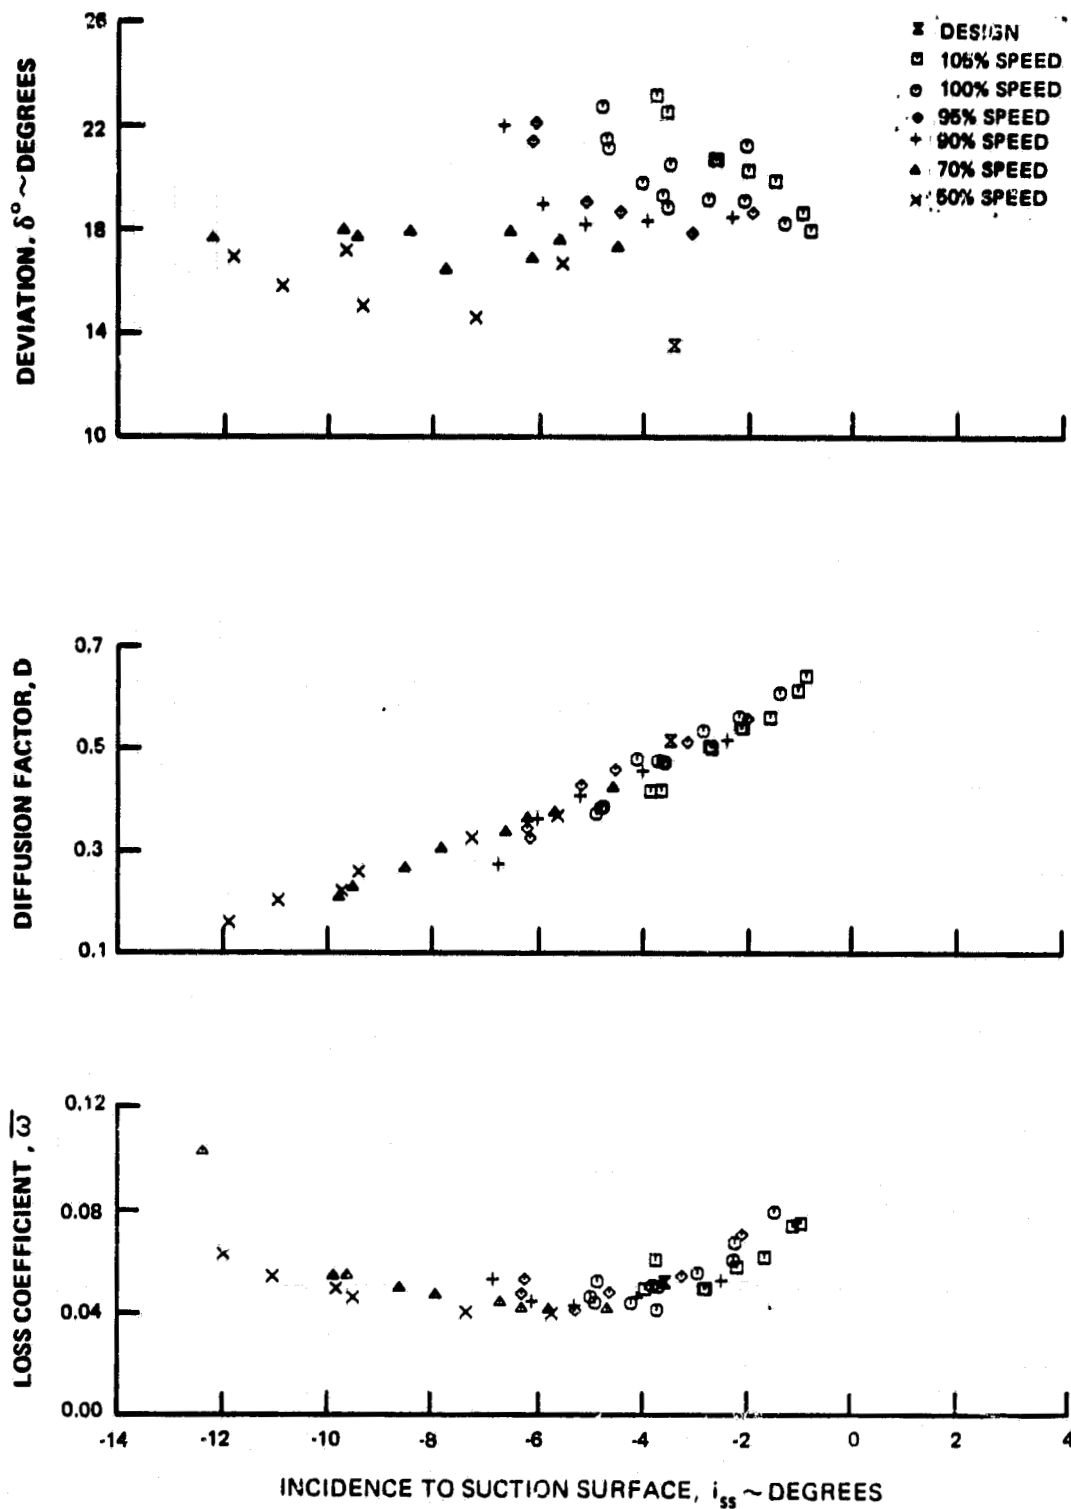 DEVIATION, δ° ~ DEGREES
26
22
18
14
10
DESIGN
105% SPEED
100% SPEED
95% SPEED
90% SPEED
70% SPEED
50% SPEED
DIFFUSION FACTOR, D
0.7
0.5
0.3
0.1
LOSS COEFFICIENT, ω̅
0.12
0.08
0.04
0.00
-14 -12 -10 -8 -6 -4 -2 0 2 4
INCIDENCE TO SUCTION SURFACE, iss ~ DEGREES